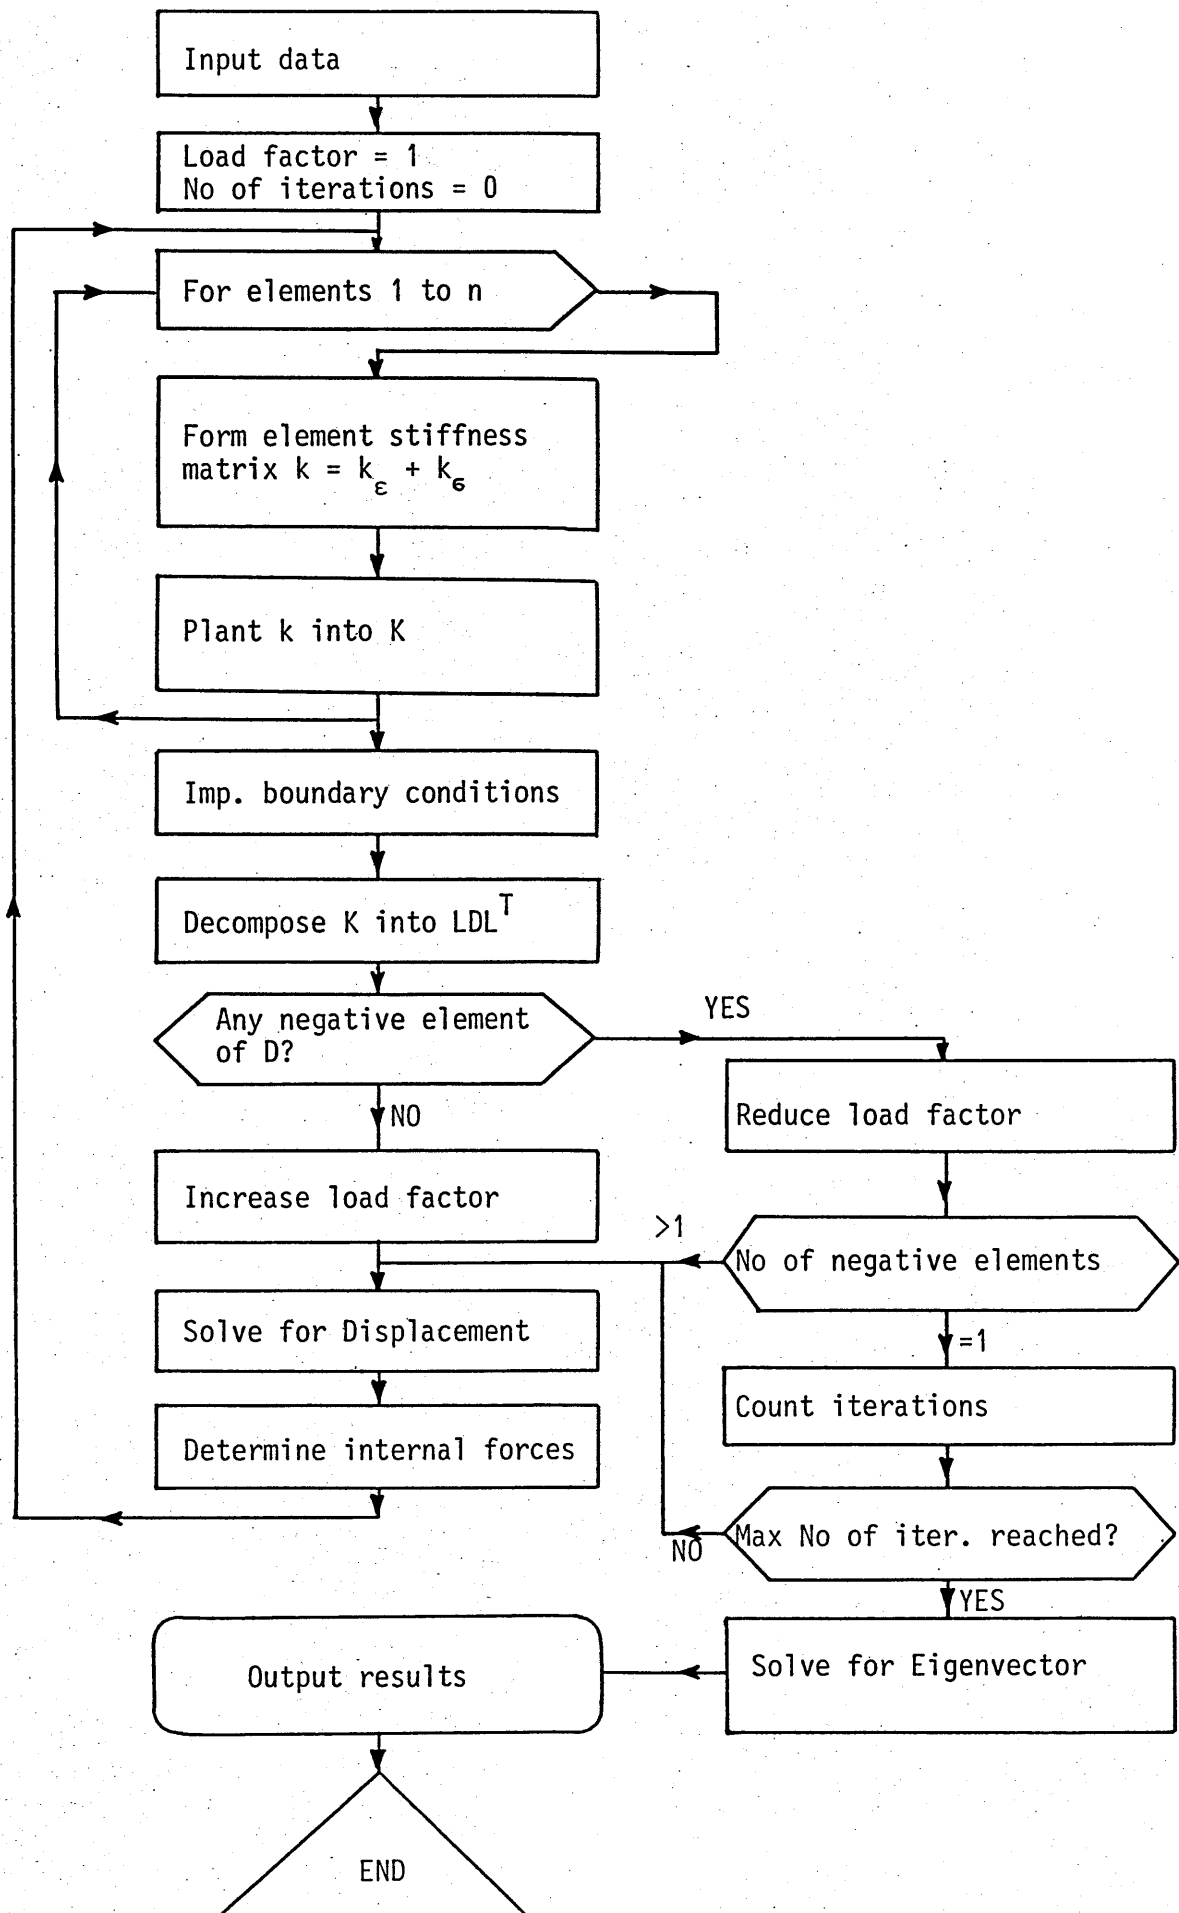 Input data
Load factor = 1
No of iterations = 0
For elements 1 to n
Form element stiffness
matrix k = k_ε + k_σ
Plant k into K
Imp. boundary conditions
Decompose K into LDL^T
Any negative element
of D?
YES
NO
Reduce load factor
Increase load factor
>1
No of negative elements
=1
Solve for Displacement
Count iterations
Determine internal forces
Max No of iter. reached?
NO
YES
Solve for Eigenvector
Output results
END